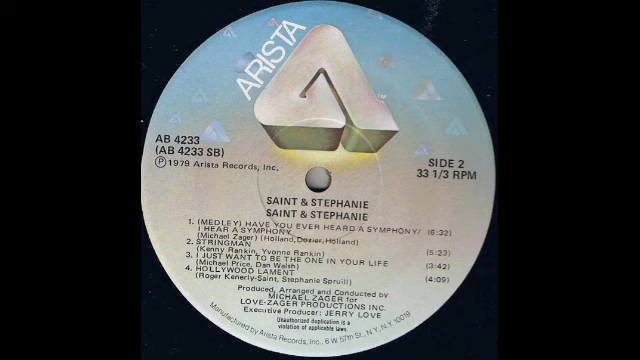 ARISTA
TM
AB 4233
(AB 4233 SB)
Ⓟ 1979 Arista Records, Inc.
SIDE 2
33 1/3 RPM
SAINT & STEPHANIE
SAINT & STEPHANIE
1. (MEDLEY) HAVE YOU EVER HEARD A SYMPHONY/ (6:32)
I HEAR A SYMPHONY
(Michael Zager) (Holland, Dozier, Holland)
2. STRINGMAN (5:23)
(Kenny Rankin, Yvonne Rankin)
3. I JUST WANT TO BE THE ONE IN YOUR LIFE (3:42)
(Michael Price, Dan Walsh)
4. HOLLYWOOD LAMENT (4:09)
(Roger Kenerly-Saint, Stephanie Spruill)
Produced, Arranged and Conducted by
MICHAEL ZAGER for
LOVE-ZAGER PRODUCTIONS INC.
Executive Producer: JERRY LOVE
Unauthorized duplication is a
violation of applicable laws.
Manufactured by Arista Records, Inc., 6 W. 57th St., N.Y., N.Y. 10019